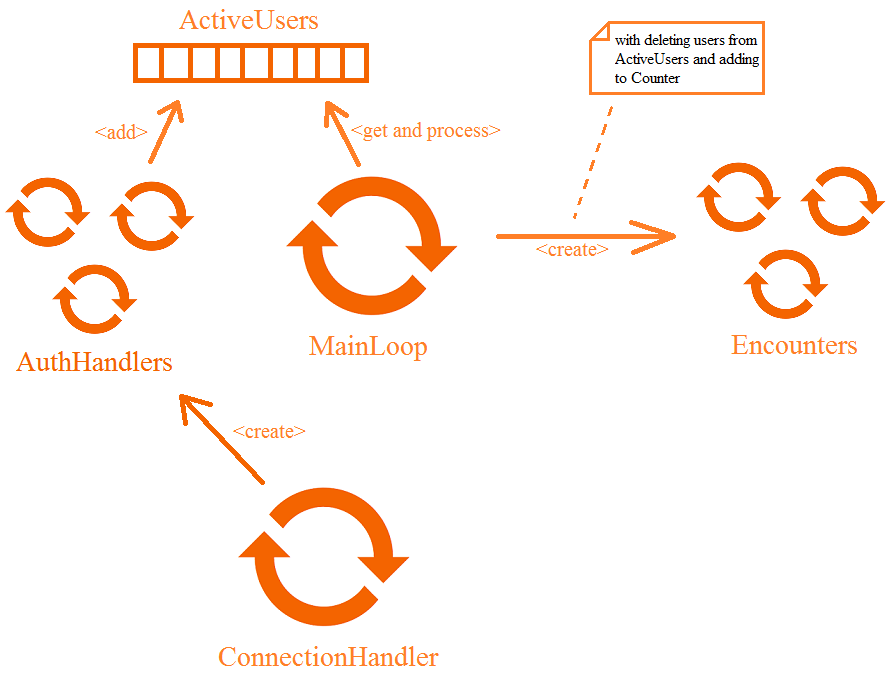 ActiveUsers
with deleting users from
ActiveUsers and adding
to Counter
<add>
<get and process>
<create>
MainLoop
Encounters
AuthHandlers
<create>
ConnectionHandler